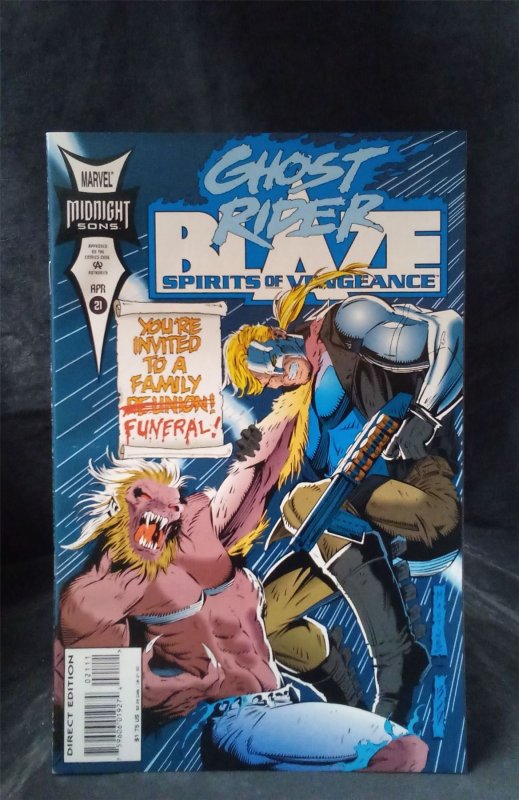 MARVEL
MIDNIGHT
SONS
APPROVED
BY THE
COMICS CODE
AUTHORITY
APR
21
GHOST
RIDER
BLAZE
SPIRITS OF VENGEANCE
YOU'RE
INVITED
TO A
FAMILY
REUNION!
FUNERAL!
DIRECT EDITION
02111
$1.75 US